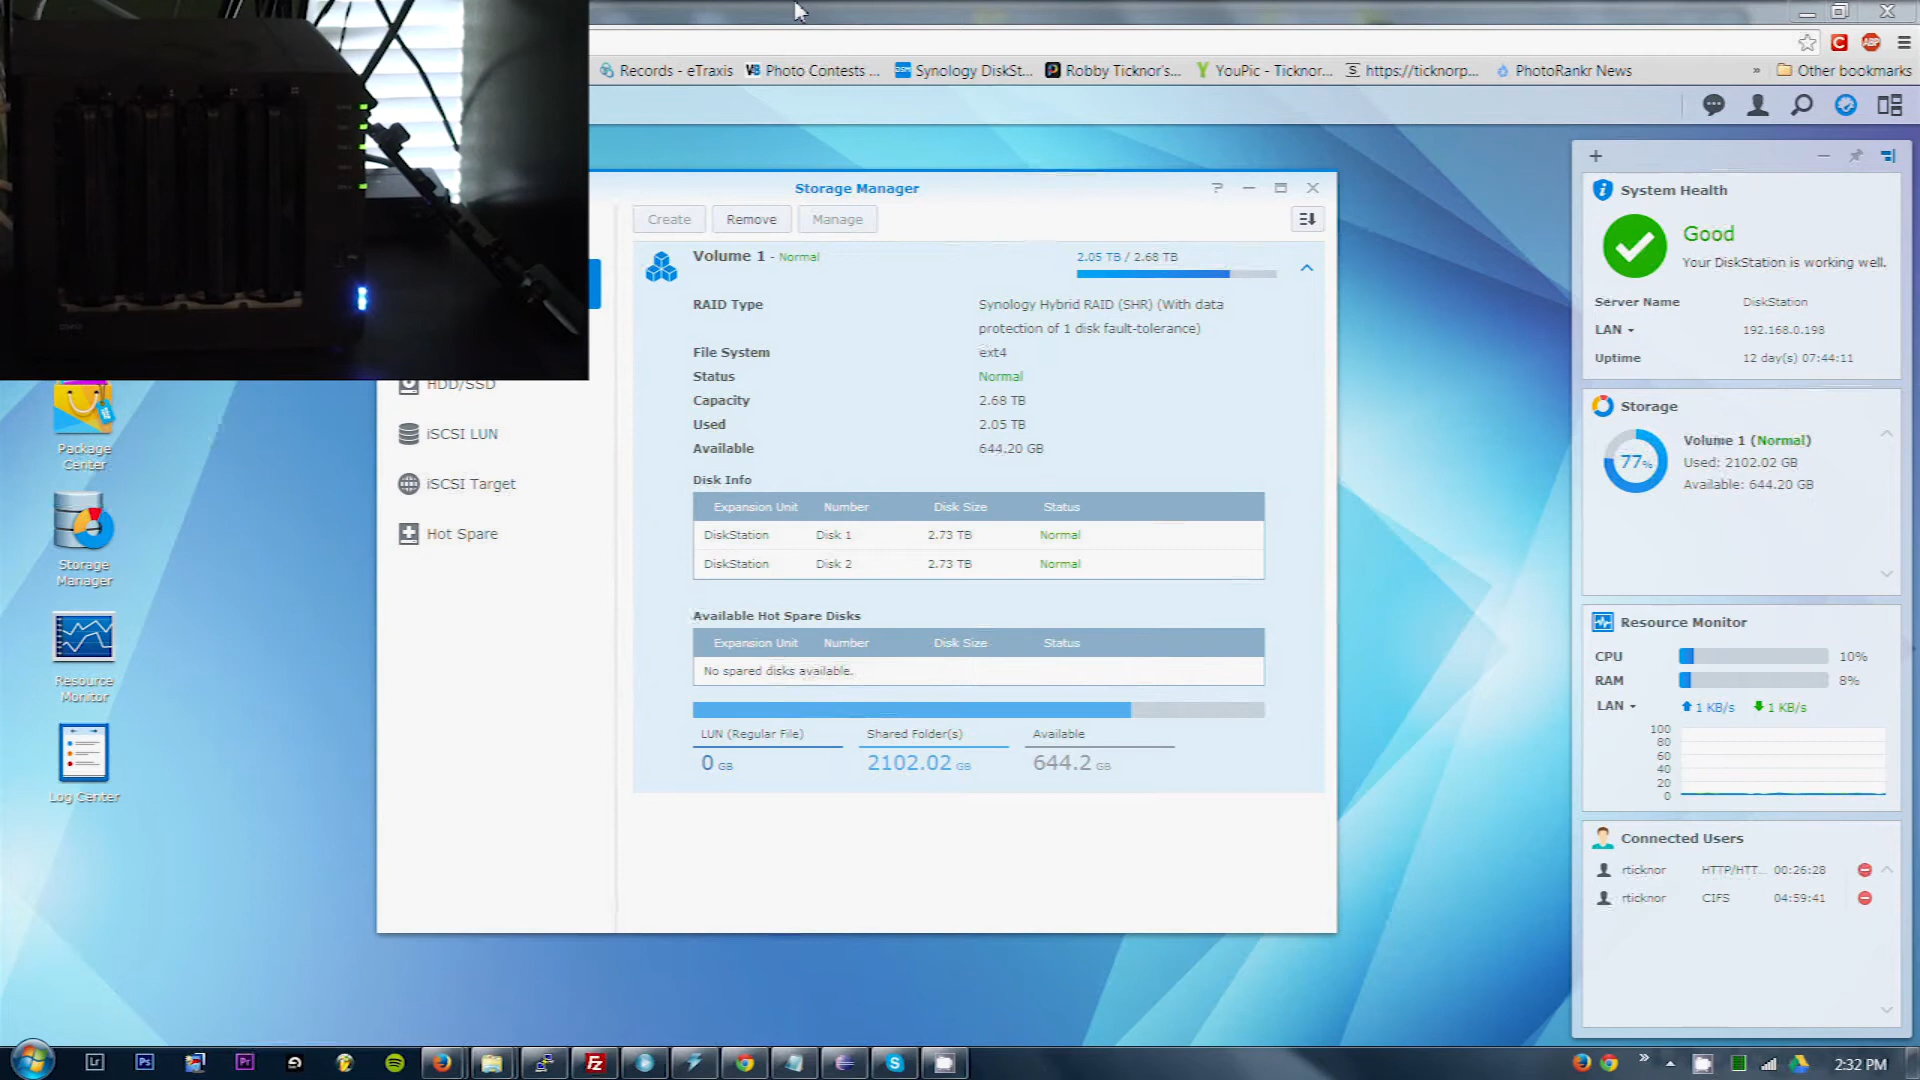 Records - eTraxis
Photo Contests ...
Synology DiskSt...
Robby Ticknor's...
YouPic - Ticknor...
https://ticknorp...
PhotoRankr News
»
Other bookmarks
Storage Manager
Create
Remove
Manage
Volume 1 - Normal
2.05 TB / 2.68 TB
RAID Type
Synology Hybrid RAID (SHR) (With data
protection of 1 disk fault-tolerance)
File System
ext4
Status
Normal
Capacity
2.68 TB
Used
2.05 TB
Available
644.20 GB
Disk Info
Expansion Unit Number Disk Size Status
DiskStation Disk 1 2.73 TB Normal
DiskStation Disk 2 2.73 TB Normal
Available Hot Spare Disks
Expansion Unit Number Disk Size Status
No spared disks available.
LUN (Regular File) Shared Folder(s) Available
0 GB 2102.02 GB 644.2 GB
HDD/SSD
iSCSI LUN
iSCSI Target
Hot Spare
Package
Center
Storage
Manager
Resource
Monitor
Log Center
System Health
Good
Your DiskStation is working well.
Server Name DiskStation
LAN 192.168.0.198
Uptime 12 day(s) 07:44:11
Storage
77%
Volume 1 (Normal)
Used: 2102.02 GB
Available: 644.20 GB
Resource Monitor
CPU 10%
RAM 8%
LAN 1 KB/s 1 KB/s
100
80
60
40
20
0
Connected Users
rticknor HTTP/HTT... 00:26:28
rticknor CIFS 04:59:41
Lr
Ps
Pr
Fz
S
2:32 PM